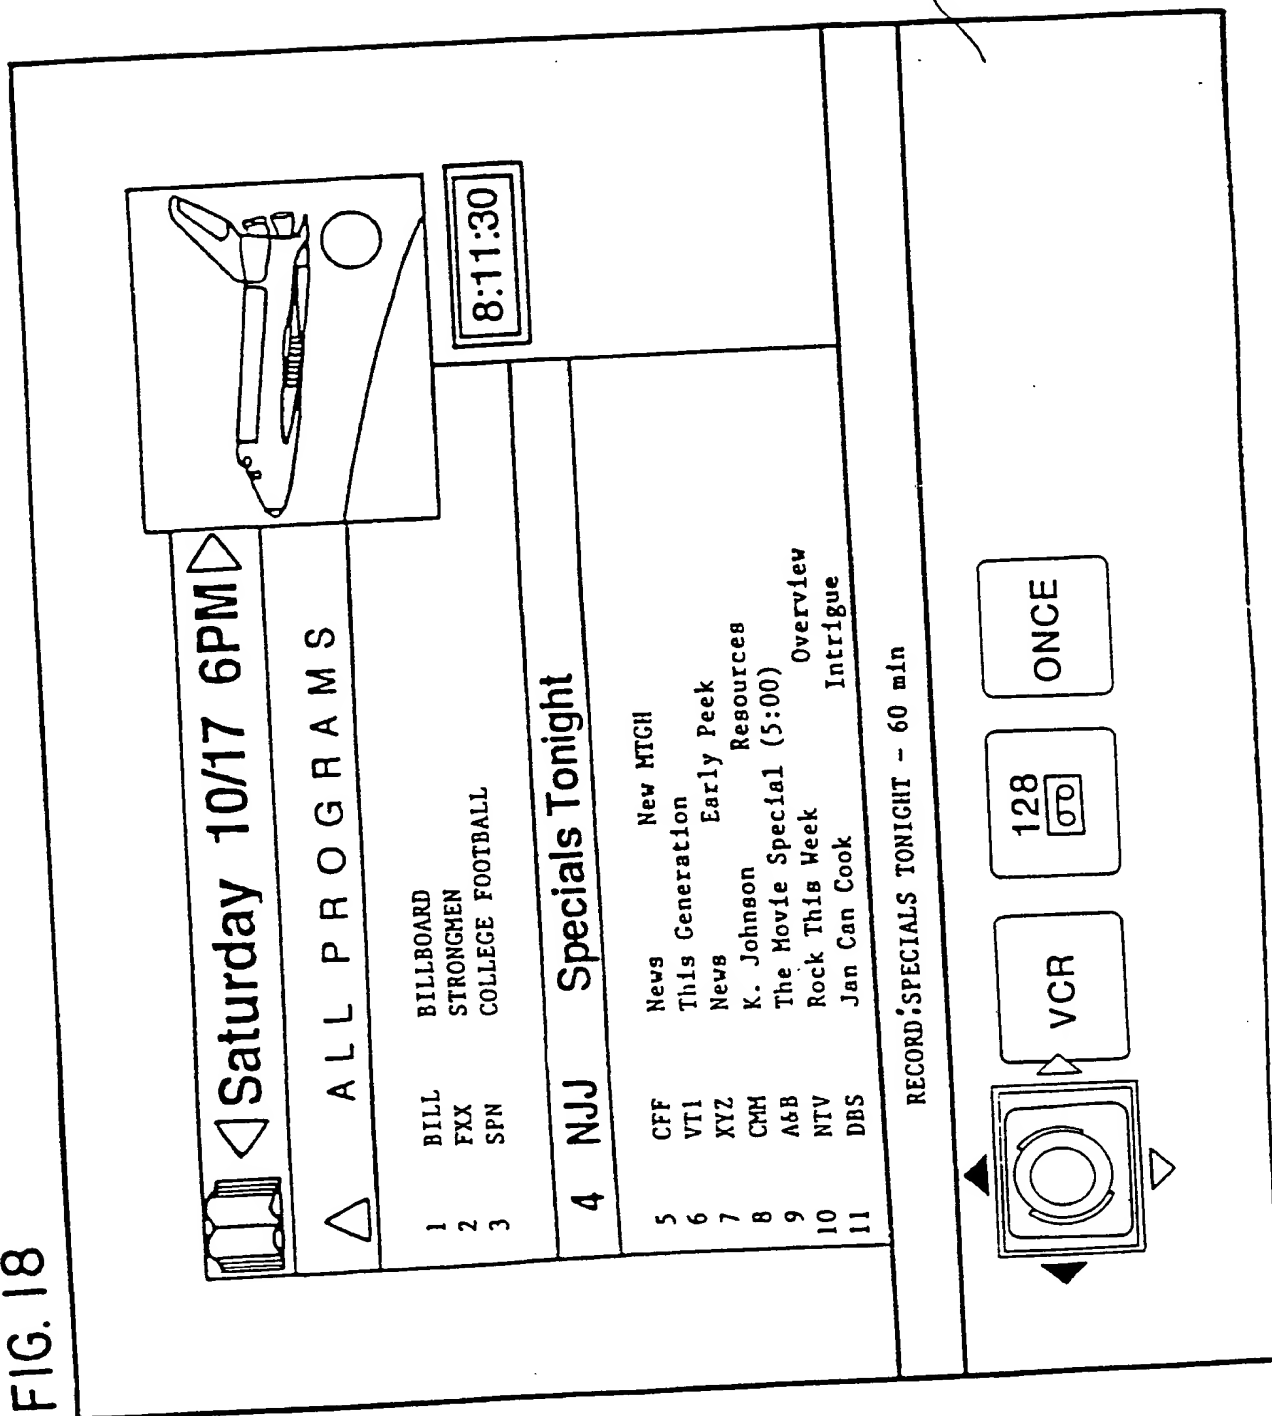 FIG. 18
Saturday 10/17 6PM
ALL PROGRAMS
8:11:30
1 BILL BILLBOARD
2 FXX STRONGMEN
3 SPN COLLEGE FOOTBALL
4 NJJ Specials Tonight
5 CFF News New MTGH
6 VT1 This Generation
7 XYZ News Early Peek
8 CMM K. Johnson Resources
9 A&B The Movie Special (5:00)
10 NTV Rock This Week Overview
11 DBS Jan Can Cook Intrigue
RECORD:SPECIALS TONIGHT - 60 min
VCR
128
ONCE